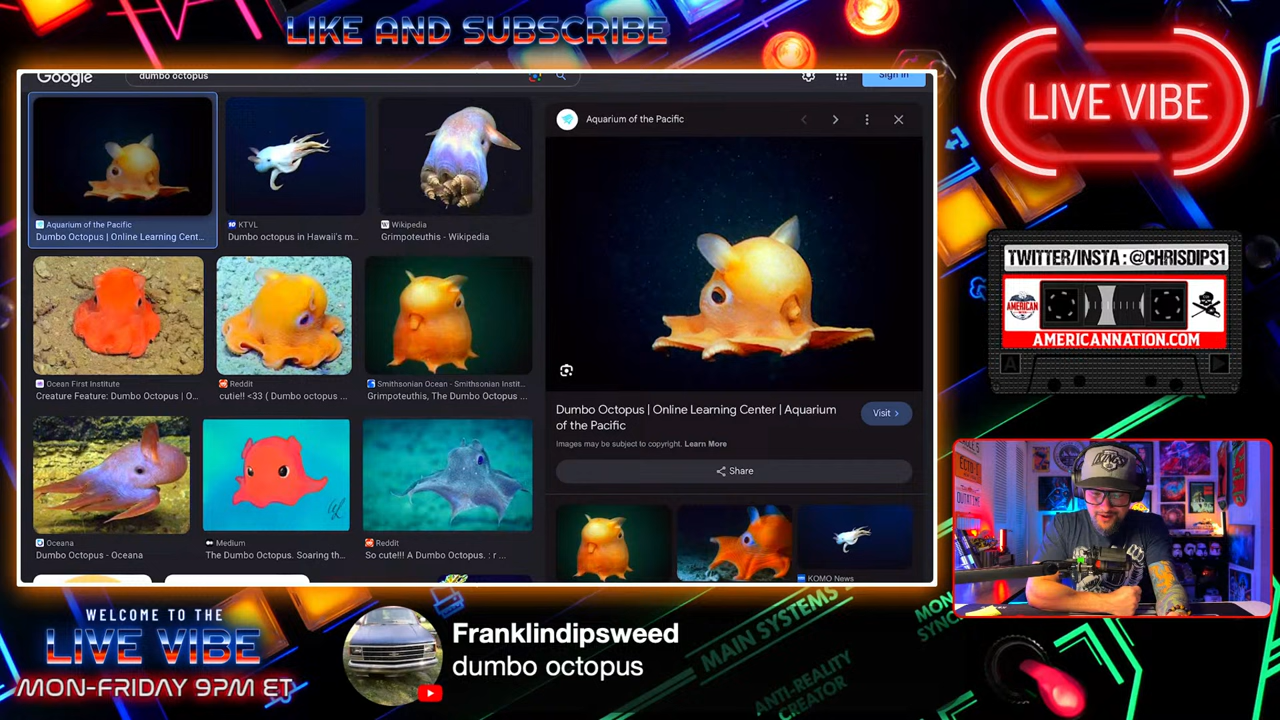 LIKE AND SUBSCRIBE
Google
dumbo octopus
Sign in
Aquarium of the Pacific
Dumbo Octopus | Online Learning Cent...
KTVL
Dumbo octopus in Hawaii's m...
Wikipedia
Grimpoteuthis - Wikipedia
Ocean First Institute
Creature Feature: Dumbo Octopus | O...
Reddit
cutie!! <33 ( Dumbo octopus ...
Smithsonian Ocean - Smithsonian Instit...
Grimpoteuthis, The Dumbo Octopus ...
Oceana
Dumbo Octopus - Oceana
Medium
The Dumbo Octopus. Soaring th...
Reddit
So cute!!! A Dumbo Octopus. : r ...
Aquarium of the Pacific
Dumbo Octopus | Online Learning Center | Aquarium
of the Pacific
Visit >
Images may be subject to copyright. Learn More
Share
KOMO News
LIVE VIBE
TWITTER/INSTA : @CHRISDIPS1
AMERICAN
AMERICANNATION.COM
A
KINGS
WELCOME TO THE
LIVE VIBE
MON-FRIDAY 9PM ET
Franklindipsweed
dumbo octopus
MAIN SYSTEMS
ANTI-REALITY
CREATOR